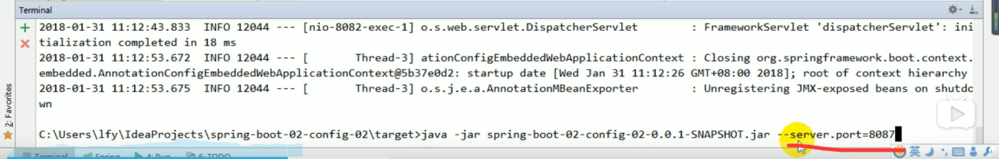 Terminal
2018-01-31 11:12:43.833  INFO 12044 --- [nio-8082-exec-1] o.s.web.servlet.DispatcherServlet        : FrameworkServlet 'dispatcherServlet': ini
tialization completed in 18 ms
2018-01-31 11:12:53.672  INFO 12044 --- [       Thread-3] ationConfigEmbeddedWebApplicationContext : Closing org.springframework.boot.context.
embedded.AnnotationConfigEmbeddedWebApplicationContext@5b37e0d2: startup date [Wed Jan 31 11:12:26 GMT+08:00 2018]; root of context hierarchy
2018-01-31 11:12:53.675  INFO 12044 --- [       Thread-3] o.s.j.e.a.AnnotationMBeanExporter        : Unregistering JMX-exposed beans on shutdo
wn
2: Favorites
C:\Users\lfy\IdeaProjects\spring-boot-02-config-02\target>java -jar spring-boot-02-config-02-0.0.1-SNAPSHOT.jar --server.port=8087
Terminal Spring 4: Run 6: TODO 英